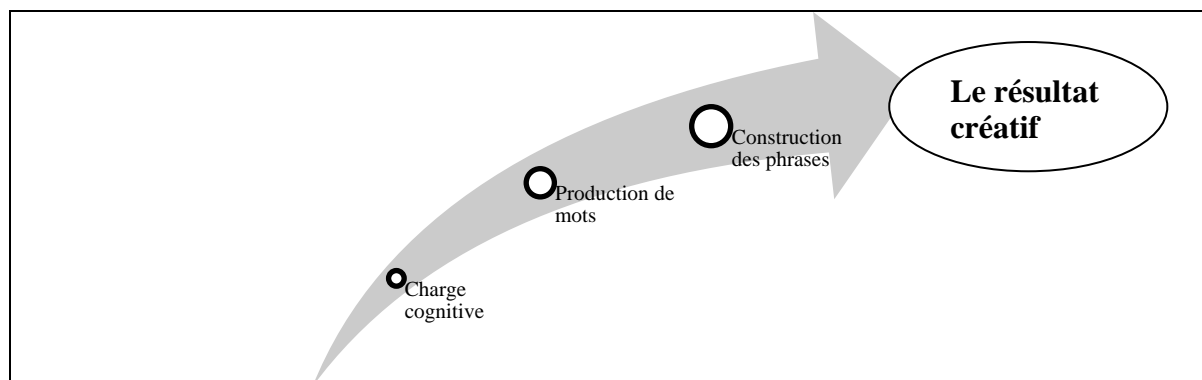 Le résultat
créatif
Construction
des phrases
Production de
mots
Charge
cognitive